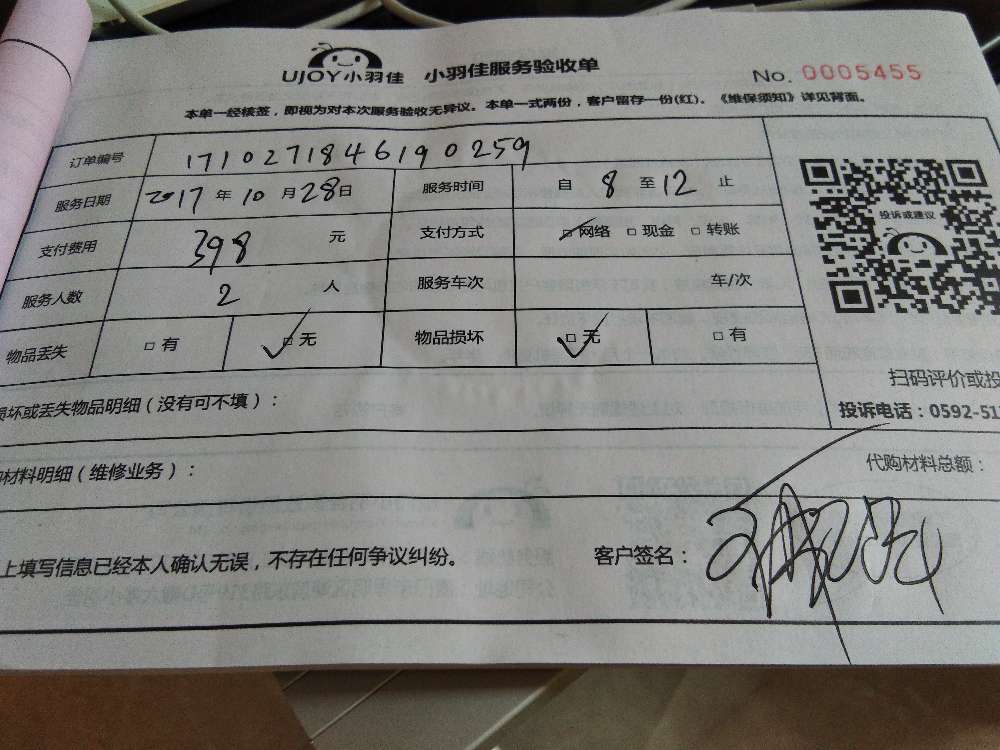 UJOY小羽佳 小羽佳服务验收单 No. 0005455
本单一经核签，即视为对本次服务验收无异议。本单一式两份，客户留存一份(红)。《维保须知》详见背面。
订单编号 171027184619 0259
服务日期 2017 年 10 月 28 日 服务时间 自 8 至 12 止
支付费用 398 元 支付方式 □网络 □现金 □转账
投诉或建议
服务人数 2 人 服务车次 车/次
物品丢失 □有 □无 物品损坏 □无 □有
扫码评价或投
损坏或丢失物品明细（没有可不填）：
投诉电话：0592-51
材料明细（维修业务）：
代购材料总额：
上填写信息已经本人确认无误，不存在任何争议纠纷。 客户签名：